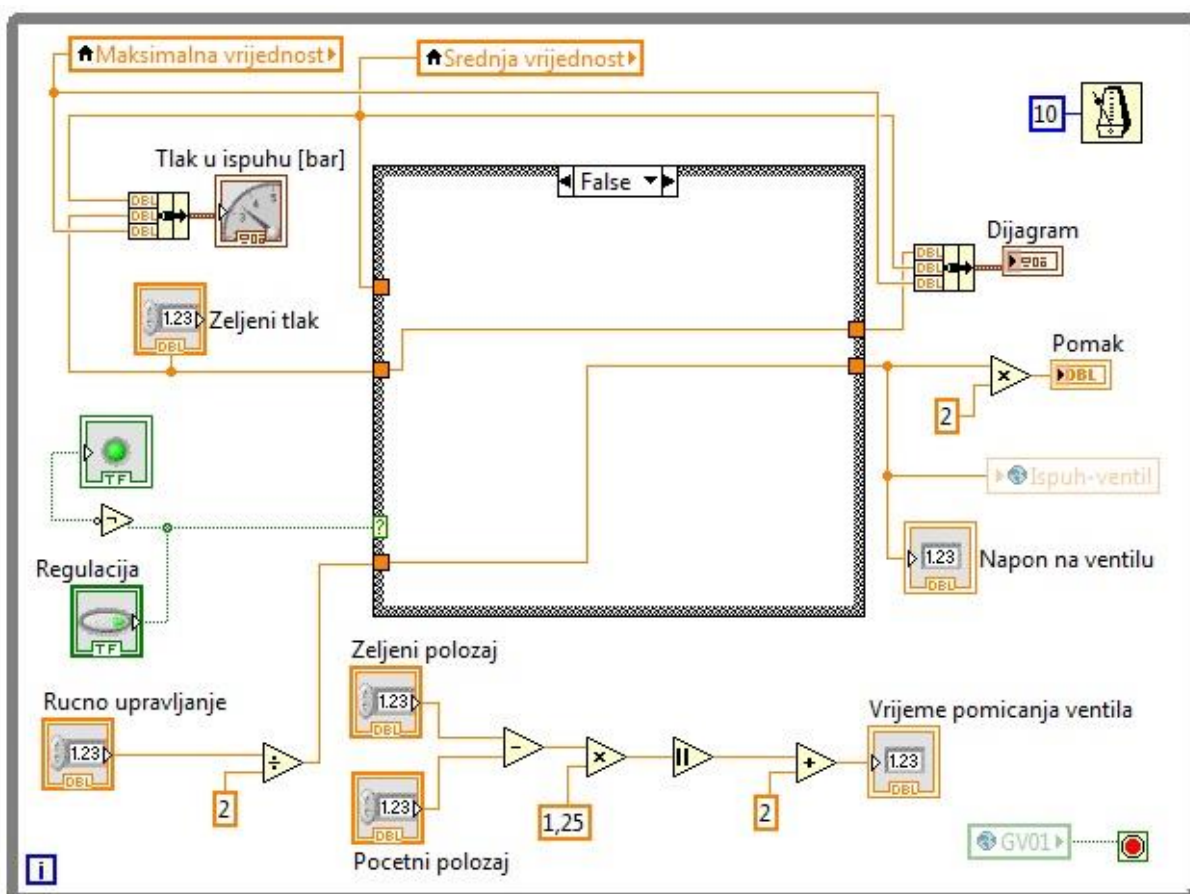 Maksimalna vrijednost
Srednja vrijednost
10
Tlak u ispuhu [bar]
False
DBL
DBL
DBL
3
4
5
Dijagram
DBL
DBL
DBL
1.23
DBL
Zeljeni tlak
Pomak
×
DBL
2
TF
Ispuh-ventil
?
1.23
DBL
Napon na ventilu
Regulacija
TF
Zeljeni polozaj
1.23
DBL
Rucno upravljanje
1.23
DBL
÷
2
Vrijeme pomicanja ventila
-
×
||
+
1.23
DBL
1.23
DBL
1,25
2
Pocetni polozaj
GV01
i